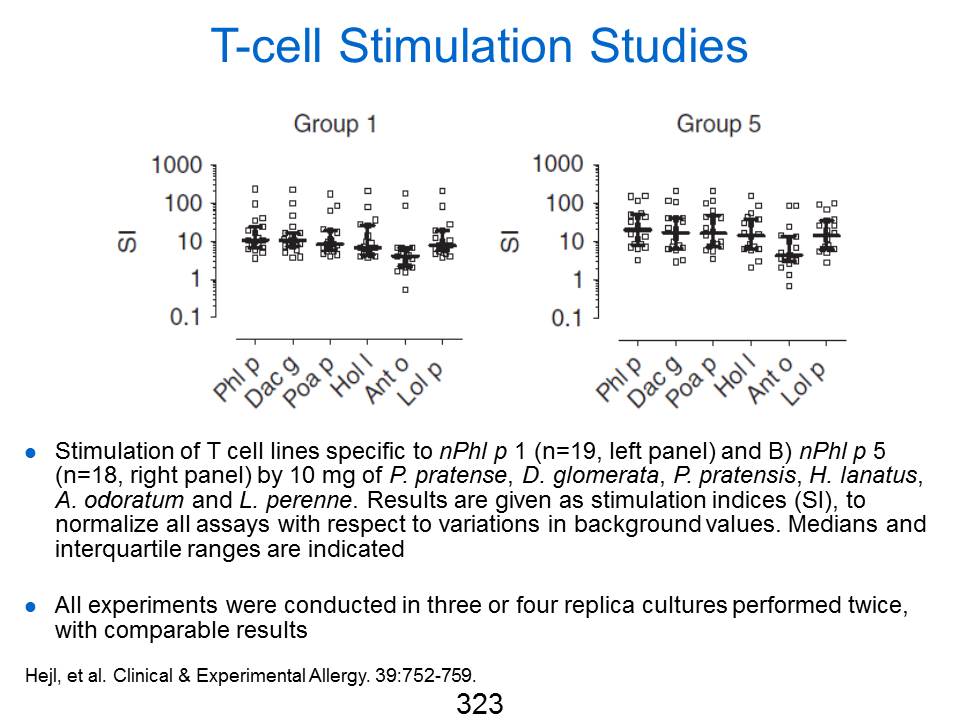 T-cell Stimulation Studies
Group 1
1000
100
10
1
0.1
SI
Phl p
Dac g
Poa p
Hol l
Ant o
Lol p
Group 5
1000
100
10
1
0.1
SI
Phl p
Dac g
Poa p
Hol l
Ant o
Lol p
● Stimulation of T cell lines specific to nPhl p 1 (n=19, left panel) and B) nPhl p 5
(n=18, right panel) by 10 mg of P. pratense, D. glomerata, P. pratensis, H. lanatus,
A. odoratum and L. perenne. Results are given as stimulation indices (SI), to
normalize all assays with respect to variations in background values. Medians and
interquartile ranges are indicated
● All experiments were conducted in three or four replica cultures performed twice,
with comparable results
Hejl, et al. Clinical & Experimental Allergy. 39:752-759.
323